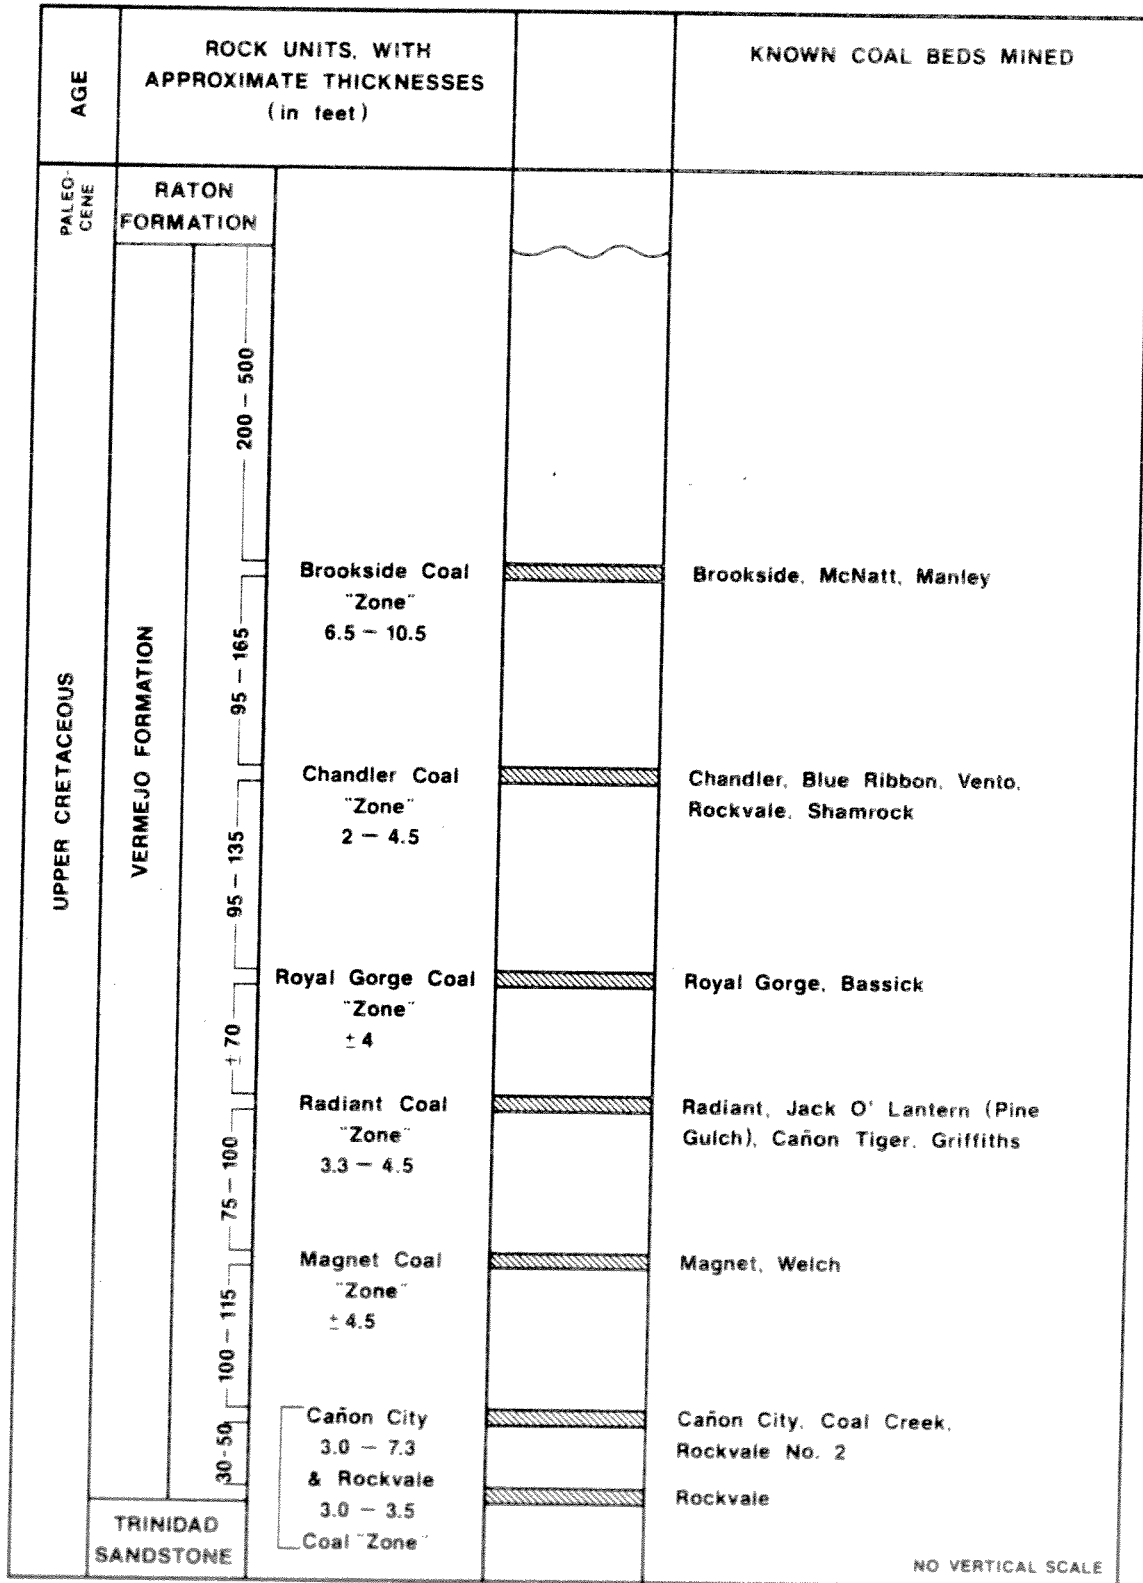 AGE
ROCK UNITS, WITH
APPROXIMATE THICKNESSES
(in feet)
KNOWN COAL BEDS MINED
PALEO-
CENE
RATON
FORMATION
UPPER CRETACEOUS
VERMEJO FORMATION
200 - 500
Brookside Coal
"Zone"
6.5 - 10.5
Brookside, McNatt, Manley
95 - 165
Chandler Coal
"Zone"
2 - 4.5
Chandler, Blue Ribbon, Vento,
Rockvale, Shamrock
95 - 135
Royal Gorge Coal
"Zone"
± 4
Royal Gorge, Bassick
± 70
Radiant Coal
"Zone"
3.3 - 4.5
Radiant, Jack O' Lantern (Pine
Gulch), Cañon Tiger, Griffiths
75 - 100
Magnet Coal
"Zone"
± 4.5
Magnet, Welch
100 - 115
Cañon City
3.0 - 7.3
& Rockvale
3.0 - 3.5
Coal "Zone"
Cañon City, Coal Creek,
Rockvale No. 2
30-50
Rockvale
TRINIDAD
SANDSTONE
NO VERTICAL SCALE